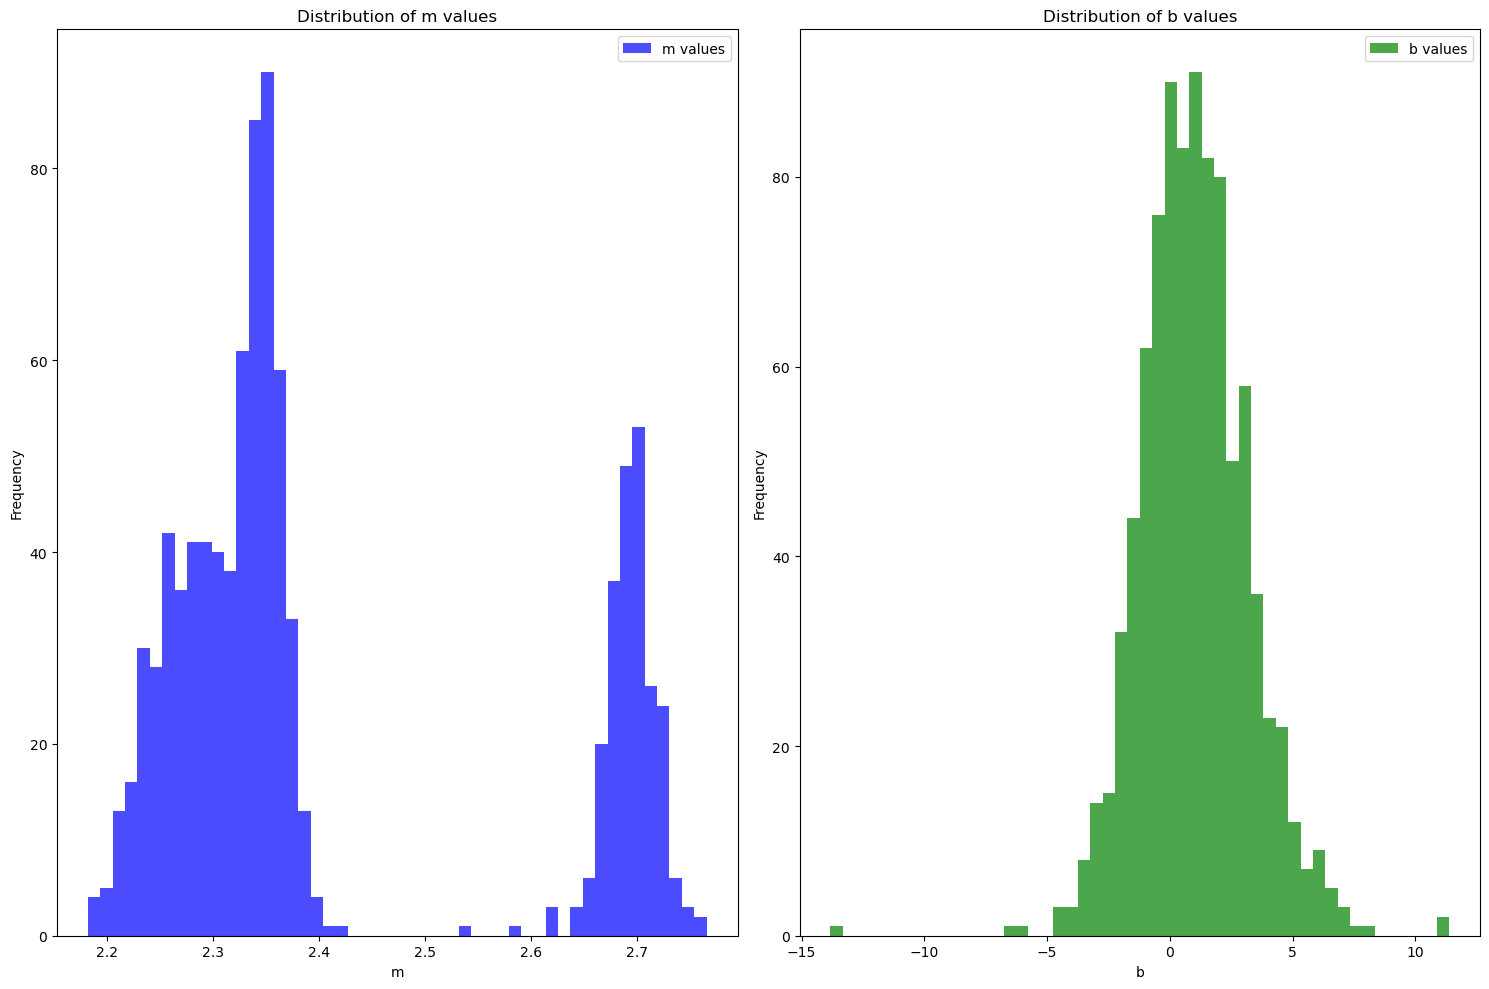 Distribution of m values
m values
80
60
40
20
0
Frequency
2.2 2.3 2.4 2.5 2.6 2.7
m
Distribution of b values
b values
80
60
40
20
0
Frequency
−15 −10 −5 0 5 10
b